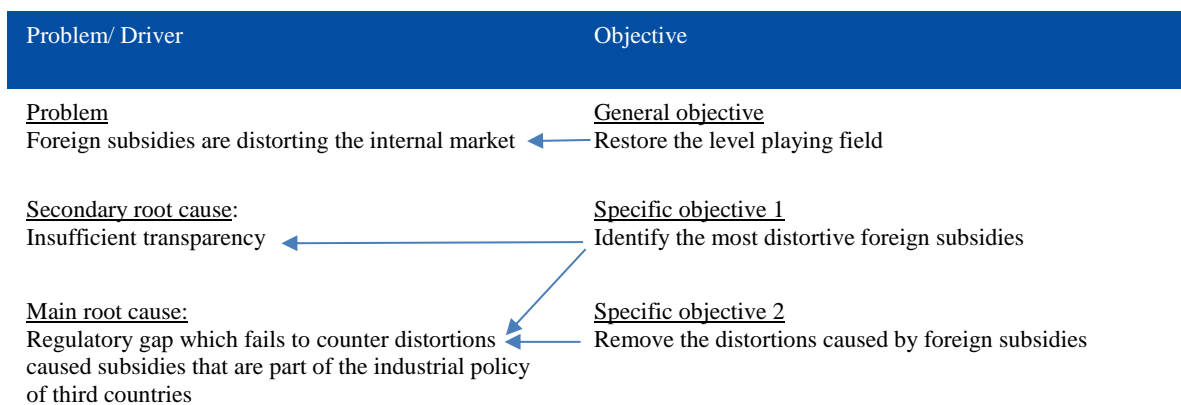 Problem/ Driver
Objective
Problem
Foreign subsidies are distorting the internal market
General objective
Restore the level playing field
Secondary root cause:
Insufficient transparency
Specific objective 1
Identify the most distortive foreign subsidies
Main root cause:
Regulatory gap which fails to counter distortions
caused subsidies that are part of the industrial policy
of third countries
Specific objective 2
Remove the distortions caused by foreign subsidies